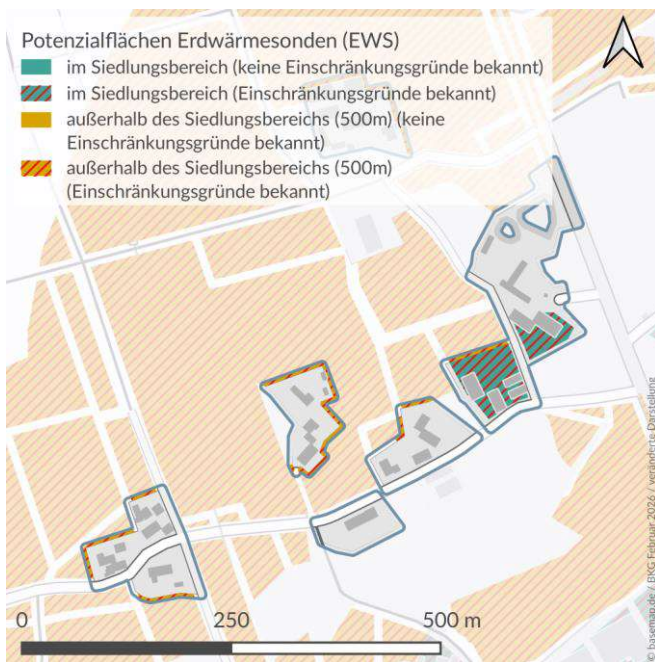 Potenzialflächen Erdwärmesonden (EWS)
im Siedlungsbereich (keine Einschränkungsgründe bekannt)
im Siedlungsbereich (Einschränkungsgründe bekannt)
außerhalb des Siedlungsbereichs (500m) (keine
Einschränkungsgründe bekannt)
außerhalb des Siedlungsbereichs (500m)
(Einschränkungsgründe bekannt)
© basemap.de / BKG Februar 2026 / veränderte Darstellung
0 250 500 m